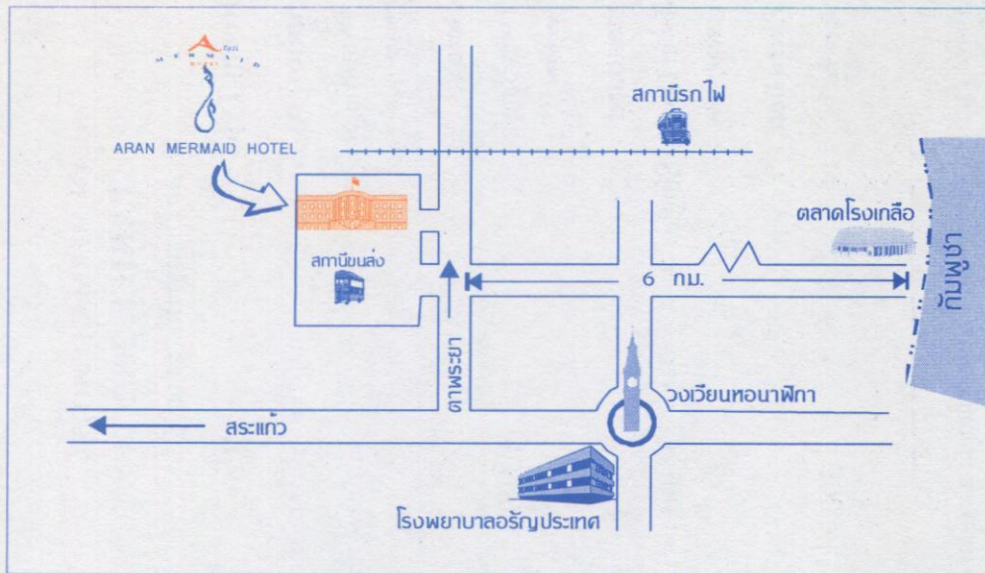 Aran
MERMAID
HOTEL
ARAN MERMAID HOTEL
สถานีรถไฟ
ตลาดโรงเกลือ
สถานีขนส่ง
6 กม.
กัมพูชา
ตาพระยา
วงเวียนหอนาฬิกา
สระแก้ว
โรงพยาบาลอรัญประเทศ